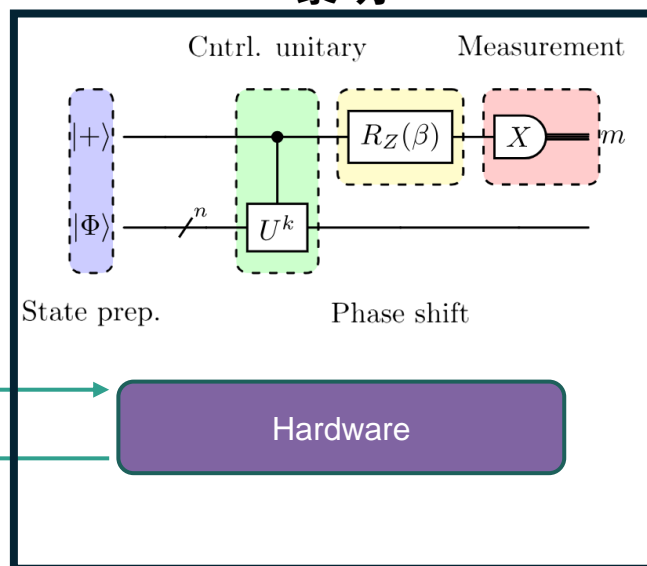 Cntrl. unitary Measurement
|+⟩ R_Z(β) X m
|Φ⟩ n U^k
State prep. Phase shift
Hardware